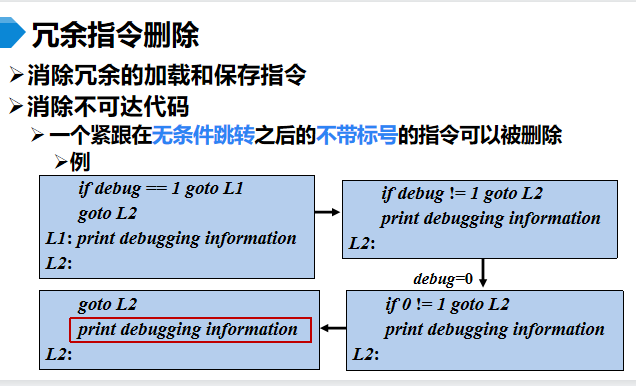 冗余指令删除
➢消除冗余的加载和保存指令
➢消除不可达代码
➢一个紧跟在无条件跳转之后的不带标号的指令可以被删除
➢例
if debug == 1 goto L1
goto L2
L1: print debugging information
L2:
if debug != 1 goto L2
print debugging information
L2:
debug=0
if 0 != 1 goto L2
print debugging information
L2:
goto L2
print debugging information
L2: